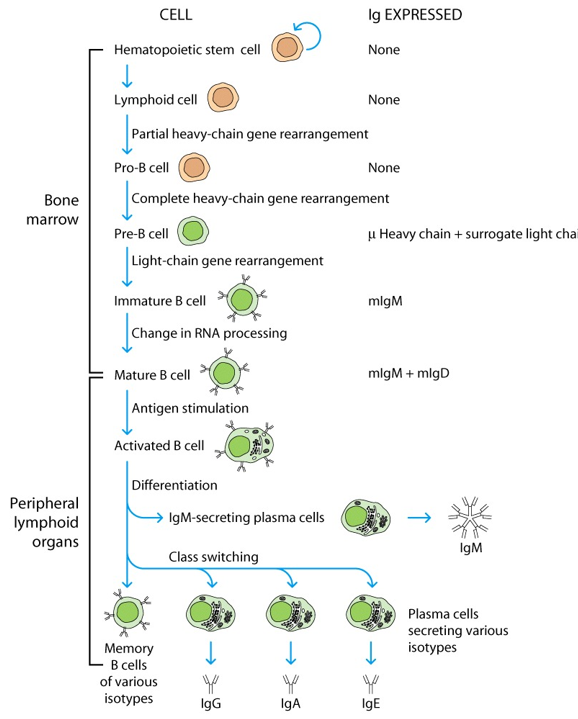 CELL
Ig EXPRESSED
Hematopoietic stem cell
None
Lymphoid cell
None
Partial heavy-chain gene rearrangement
Pro-B cell
None
Complete heavy-chain gene rearrangement
Bone
marrow
Pre-B cell
μ Heavy chain + surrogate light
Light-chain gene rearrangement
Immature B cell
mIgM
Change in RNA processing
Mature B cell
mIgM + mIgD
Antigen stimulation
Activated B cell
Differentiation
Peripheral
lymphoid
organs
IgM-secreting plasma cells
IgM
Class switching
Memory
B cells
of various
isotypes
Plasma cells
secreting various
isotypes
IgG
IgA
IgE